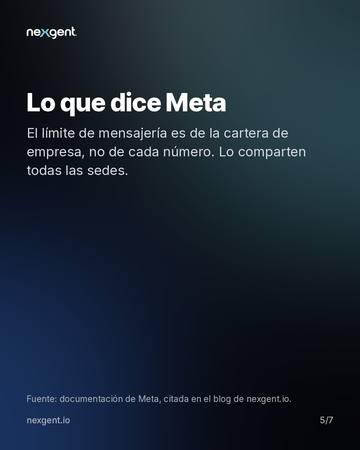 nexgent
Lo que dice Meta
El límite de mensajería es de la cartera de
empresa, no de cada número. Lo comparten
todas las sedes.
Fuente: documentación de Meta, citada en el blog de nexgent.io.
nexgent.io
5/7